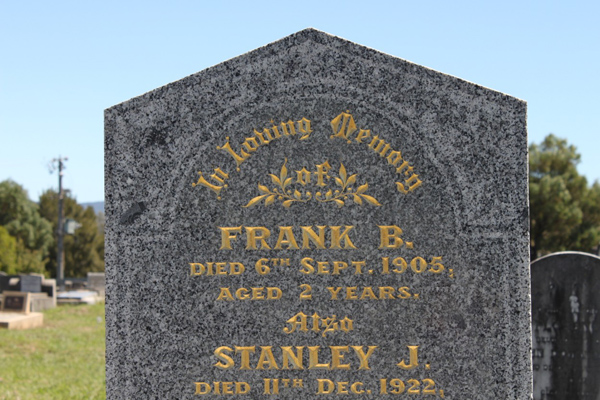 In Loving Memory
of
FRANK B.
DIED 6TH SEPT. 1905,
AGED 2 YEARS.
Also
STANLEY J.
DIED 11TH DEC. 1922,